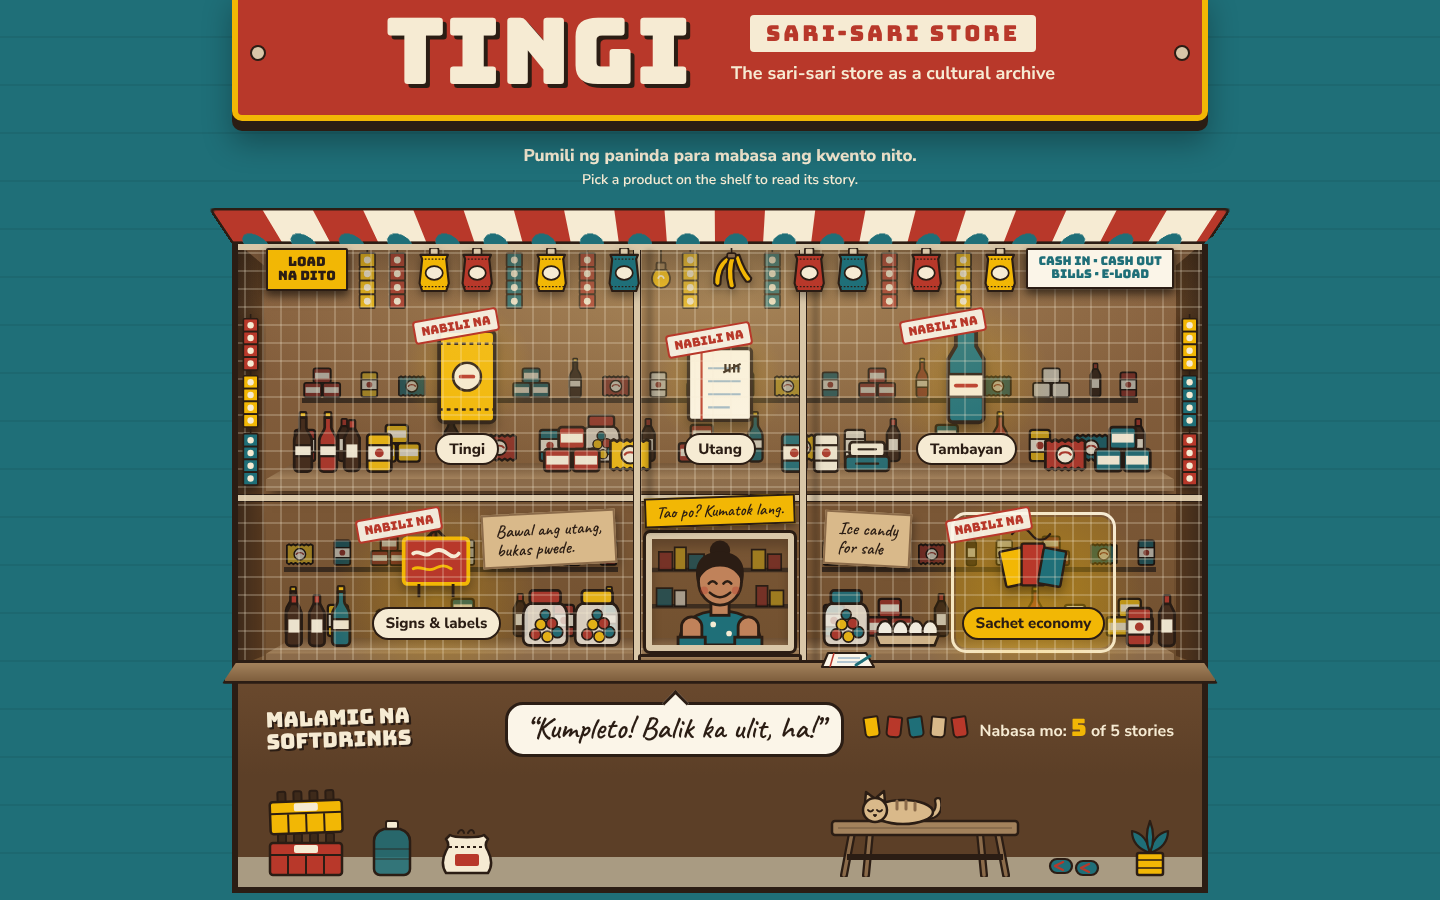 TINGI
SARI-SARI STORE
The sari-sari store as a cultural archive
Pumili ng paninda para mabasa ang kwento nito.
Pick a product on the shelf to read its story.
LOAD
NA DITO
CASH IN · CASH OUT
BILLS · E-LOAD
NABILI NA
NABILI NA
NABILI NA
Tingi
Utang
Tambayan
NABILI NA
Bawal ang utang,
bukas pwede.
Tao po? Kumatok lang.
Ice candy
for sale
NABILI NA
Signs & labels
Sachet economy
MALAMIG NA
SOFTDRINKS
“Kumpleto! Balik ka ulit, ha!”
Nabasa mo: 5 of 5 stories